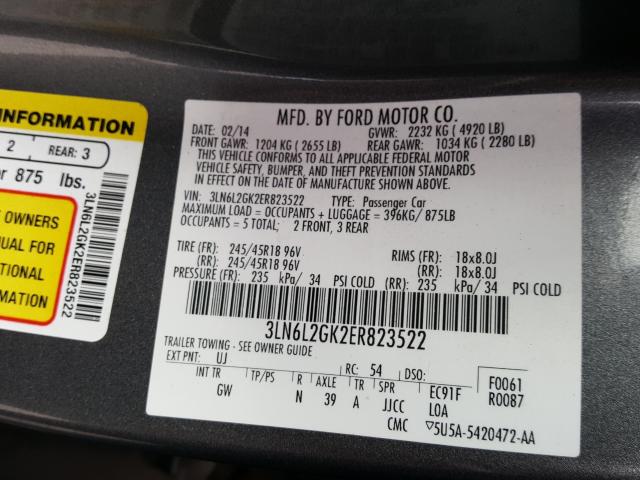 INFORMATION
2 REAR: 3
or 875 lbs.
OWNERS
NUAL FOR
TIONAL
RMATION
3LN6L2GK2ER823522
MFD. BY FORD MOTOR CO.
DATE: 02/14 GVWR: 2232 KG ( 4920 LB)
FRONT GAWR: 1204 KG ( 2655 LB) REAR GAWR: 1034 KG ( 2280 LB)
THIS VEHICLE CONFORMS TO ALL APPLICABLE FEDERAL MOTOR
VEHICLE SAFETY, BUMPER, AND THEFT PREVENTION STANDARDS
IN EFFECT ON THE DATE OF MANUFACTURE SHOWN ABOVE.
VIN: 3LN6L2GK2ER823522 TYPE: Passenger Car
MAXIMUM LOAD = OCCUPANTS + LUGGAGE = 396KG/ 875LB
OCCUPANTS = 5 TOTAL; 2 FRONT, 3 REAR
TIRE (FR): 245/45R18 96V RIMS (FR): 18x8.0J
(RR): 245/45R18 96V (RR): 18x8.0J
PRESSURE (FR): 235 kPa/ 34 PSI COLD (RR): 235 kPa/ 34 PSI COLD
3LN6L2GK2ER823522
TRAILER TOWING - SEE OWNER GUIDE
EXT PNT: UJ RC: 54 DSO: F0061
INT TR TP/PS R AXLE TR SPR EC91F R0087
GW N 39 A JJCC LOA
CMC ▽5U5A-5420472-AA